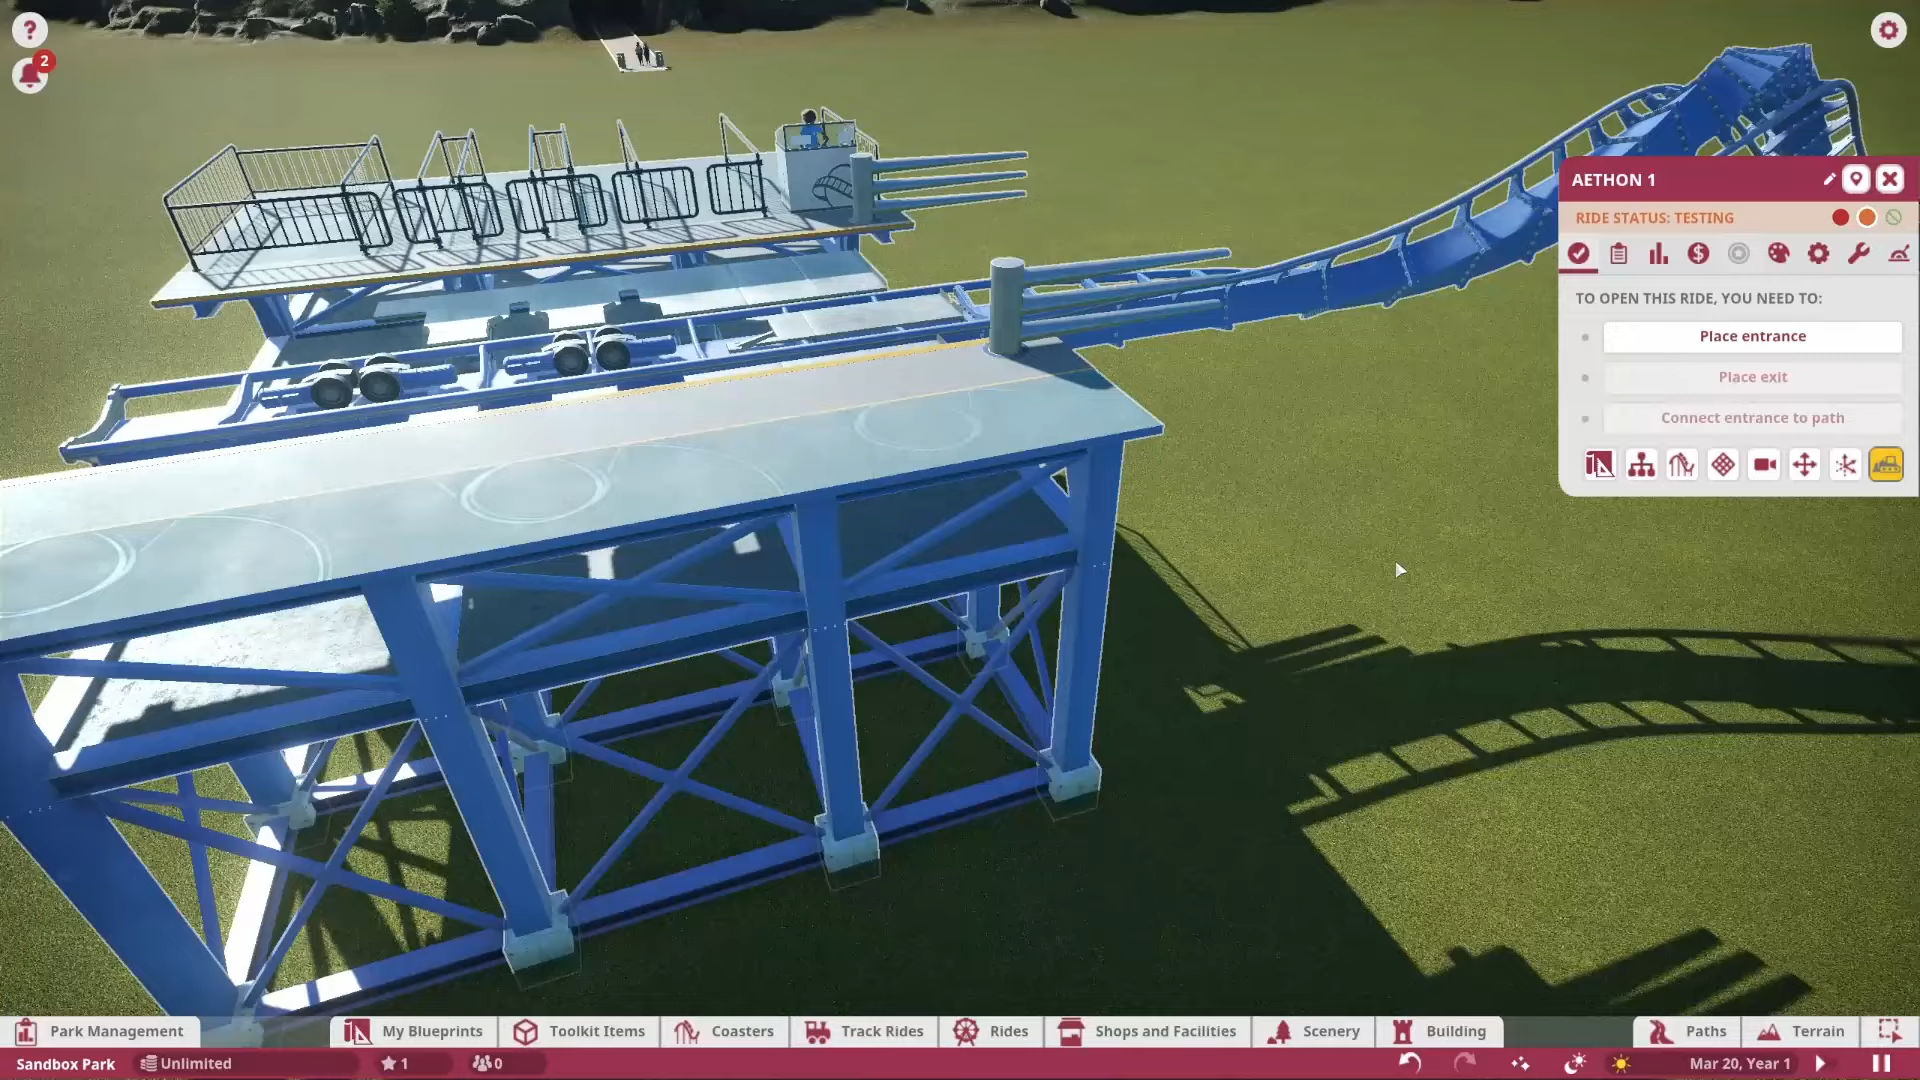 ?
2
AETHON 1
RIDE STATUS: TESTING
TO OPEN THIS RIDE, YOU NEED TO:
Place entrance
Place exit
Connect entrance to path
Park Management
My Blueprints
Toolkit Items
Coasters
Track Rides
Rides
Shops and Facilities
Scenery
Building
Paths
Terrain
Sandbox Park
Unlimited
1
0
Mar 20, Year 1